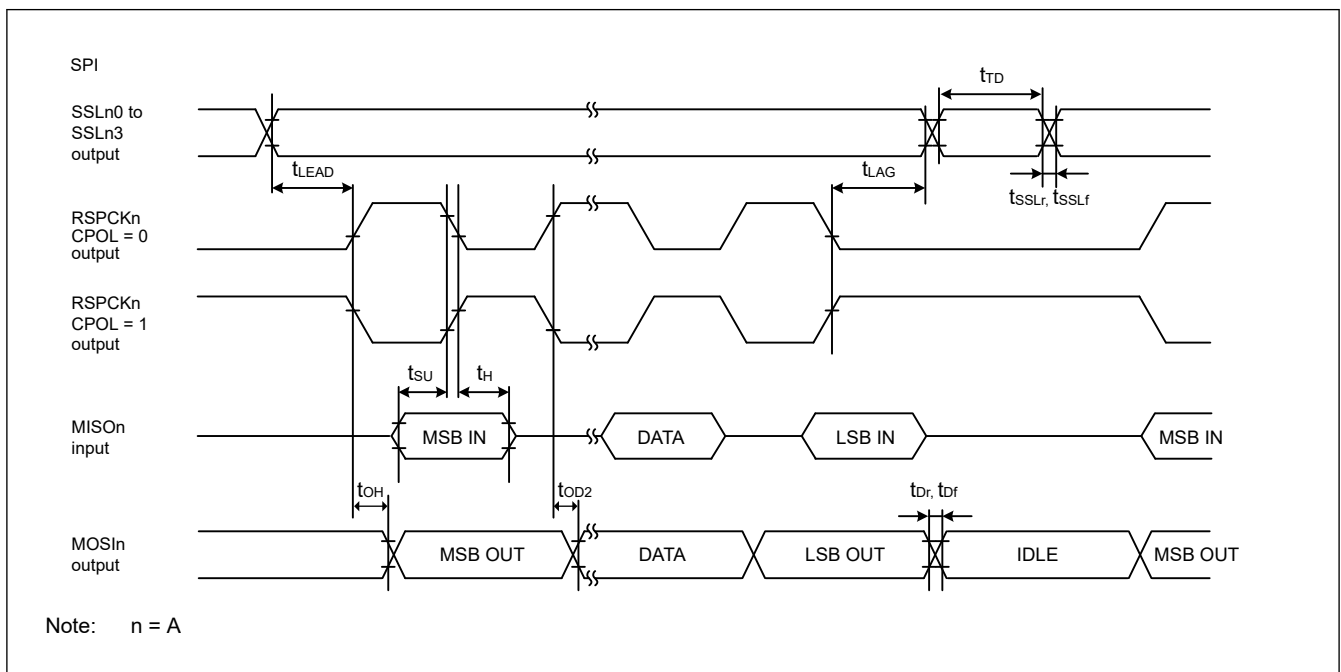 SPI
SSLn0 to
SSLn3
output
tTD
tLEAD
tLAG
tSSLr, tSSLf
RSPCKn
CPOL = 0
output
RSPCKn
CPOL = 1
output
tSU
tH
MISOn
input
MSB IN
DATA
LSB IN
MSB IN
tOH
tOD2
tDr, tDf
MOSIn
output
MSB OUT
DATA
LSB OUT
IDLE
MSB OUT
Note: n = A